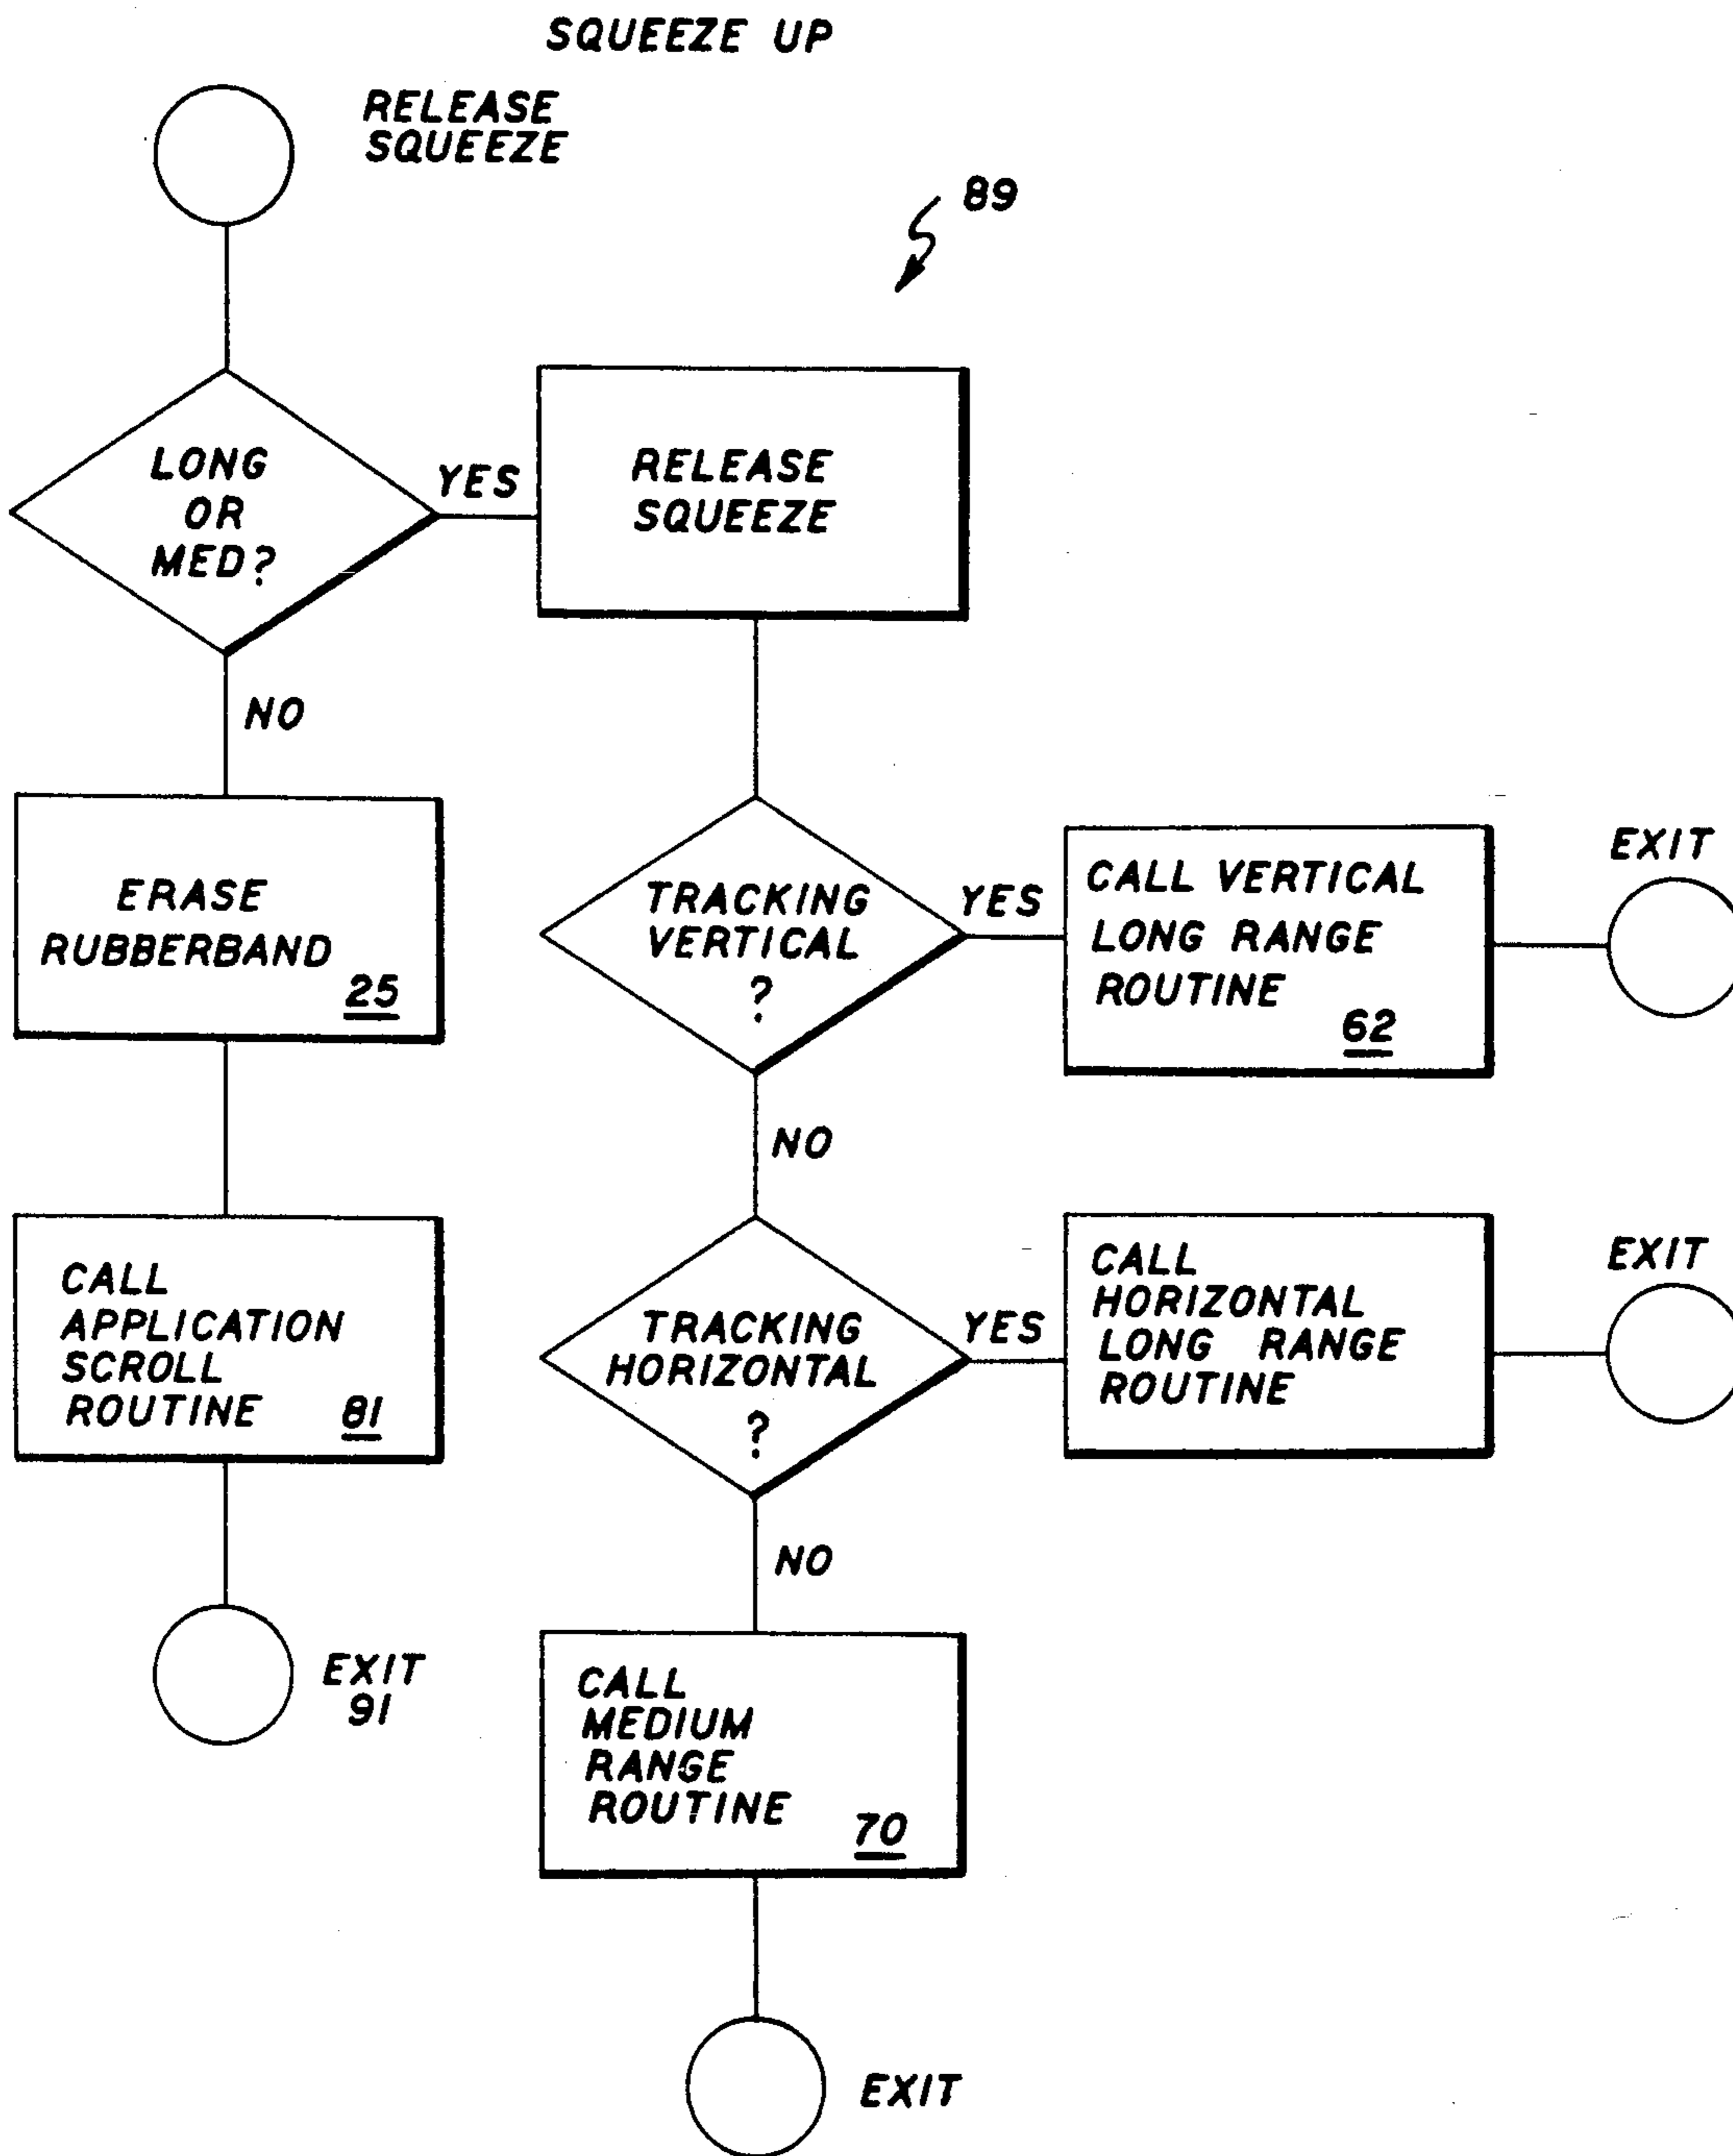 SQUEEZE UP
RELEASE
SQUEEZE
89
LONG
OR
MED?
YES
RELEASE
SQUEEZE
NO
ERASE
RUBBERBAND
25
TRACKING
VERTICAL
?
YES
CALL VERTICAL
LONG RANGE
ROUTINE
62
EXIT
NO
CALL
APPLICATION
SCROLL
ROUTINE
81
TRACKING
HORIZONTAL
?
YES
CALL
HORIZONTAL
LONG RANGE
ROUTINE
EXIT
NO
EXIT
91
CALL
MEDIUM
RANGE
ROUTINE
70
EXIT